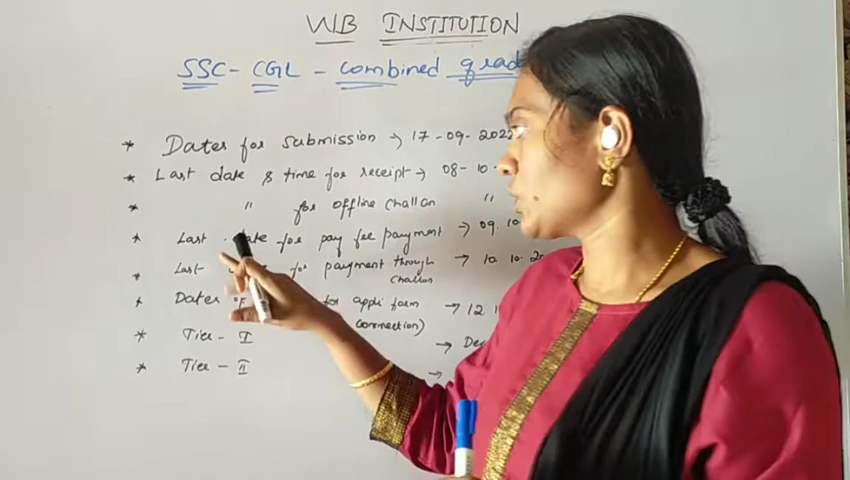 WB INSTITUTION
SSC - CGL - combined grad
* Dates for submission → 17-09-2022
* Last date & time for receipt → 08-10-
* " for offline challan "
* Last date for pay fee payment → 09.10
* Last for payment through → 10.10.20
challan
* Dates of for appli form → 12 1
correction)
* Tier - I → De
* Tier - II →